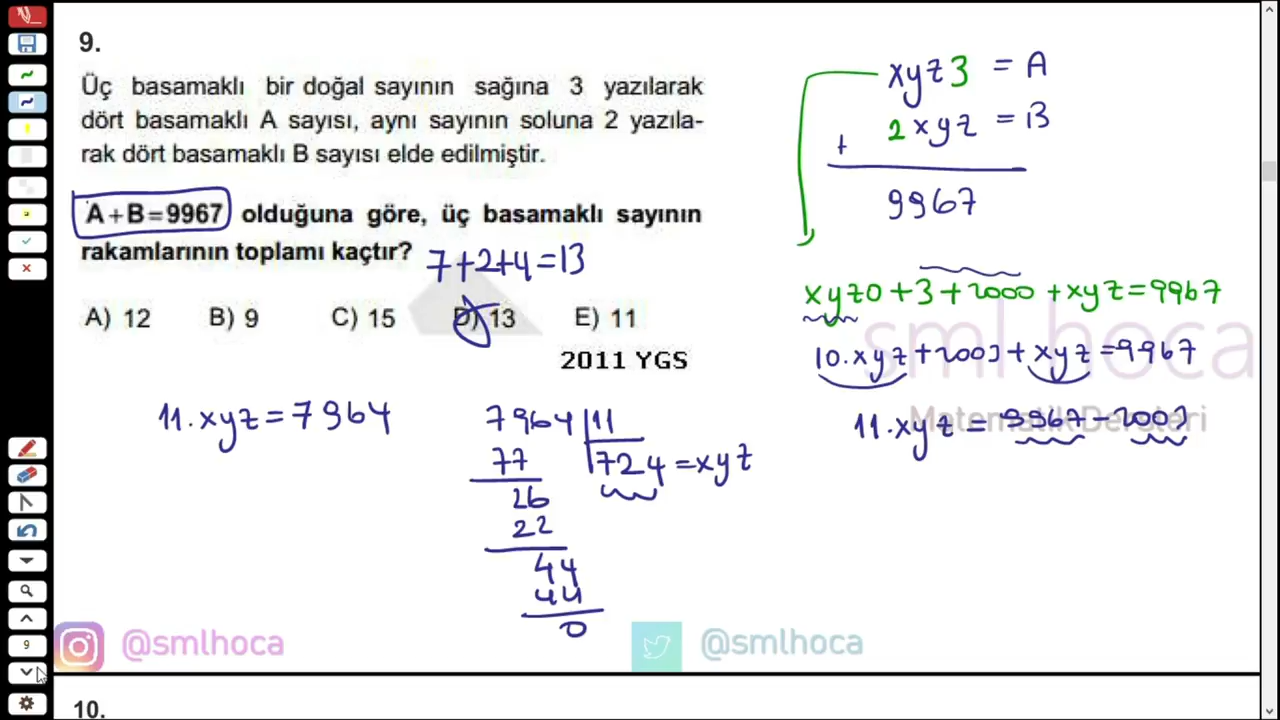 9.
Üç basamaklı bir doğal sayının sağına 3 yazılarak
dört basamaklı A sayısı, aynı sayının soluna 2 yazıla-
rak dört basamaklı B sayısı elde edilmiştir.
A+B=9967 olduğuna göre, üç basamaklı sayının
rakamlarının toplamı kaçtır? 7+2+4=13
A) 12 B) 9 C) 15 D) 13 E) 11
2011 YGS
xyz3 = A
2xyz = B
+
9967
xyz0 + 3 + 2000 + xyz = 9967
10.xyz + 2003 + xyz = 9967
11.xyz = 9967 - 2003
sml hoca
Matematik Dersleri
11.xyz = 7964
7964 11
77 724 = xyz
26
22
44
44
0
@smlhoca @smlhoca
9
10.